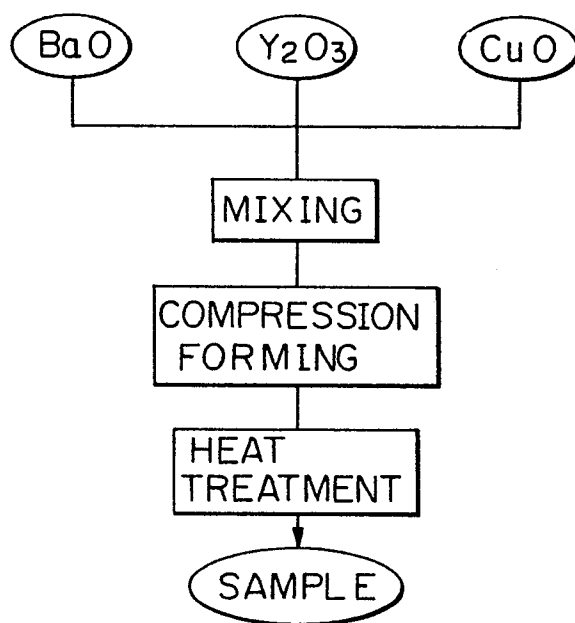 BaO
Y2O3
CuO
MIXING
COMPRESSION
FORMING
HEAT
TREATMENT
SAMPLE